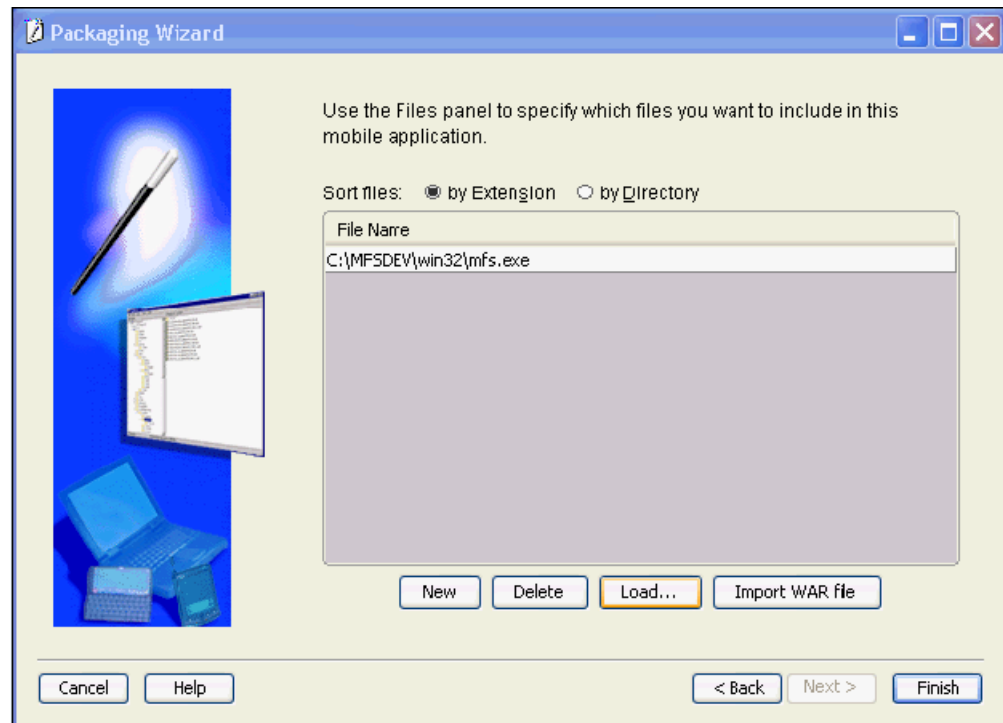 Packaging Wizard
Use the Files panel to specify which files you want to include in this
mobile application.
Sort files: by Extension by Directory
File Name
C:\MFSDEV\win32\mfs.exe
New Delete Load... Import WAR file
Cancel Help < Back Next > Finish